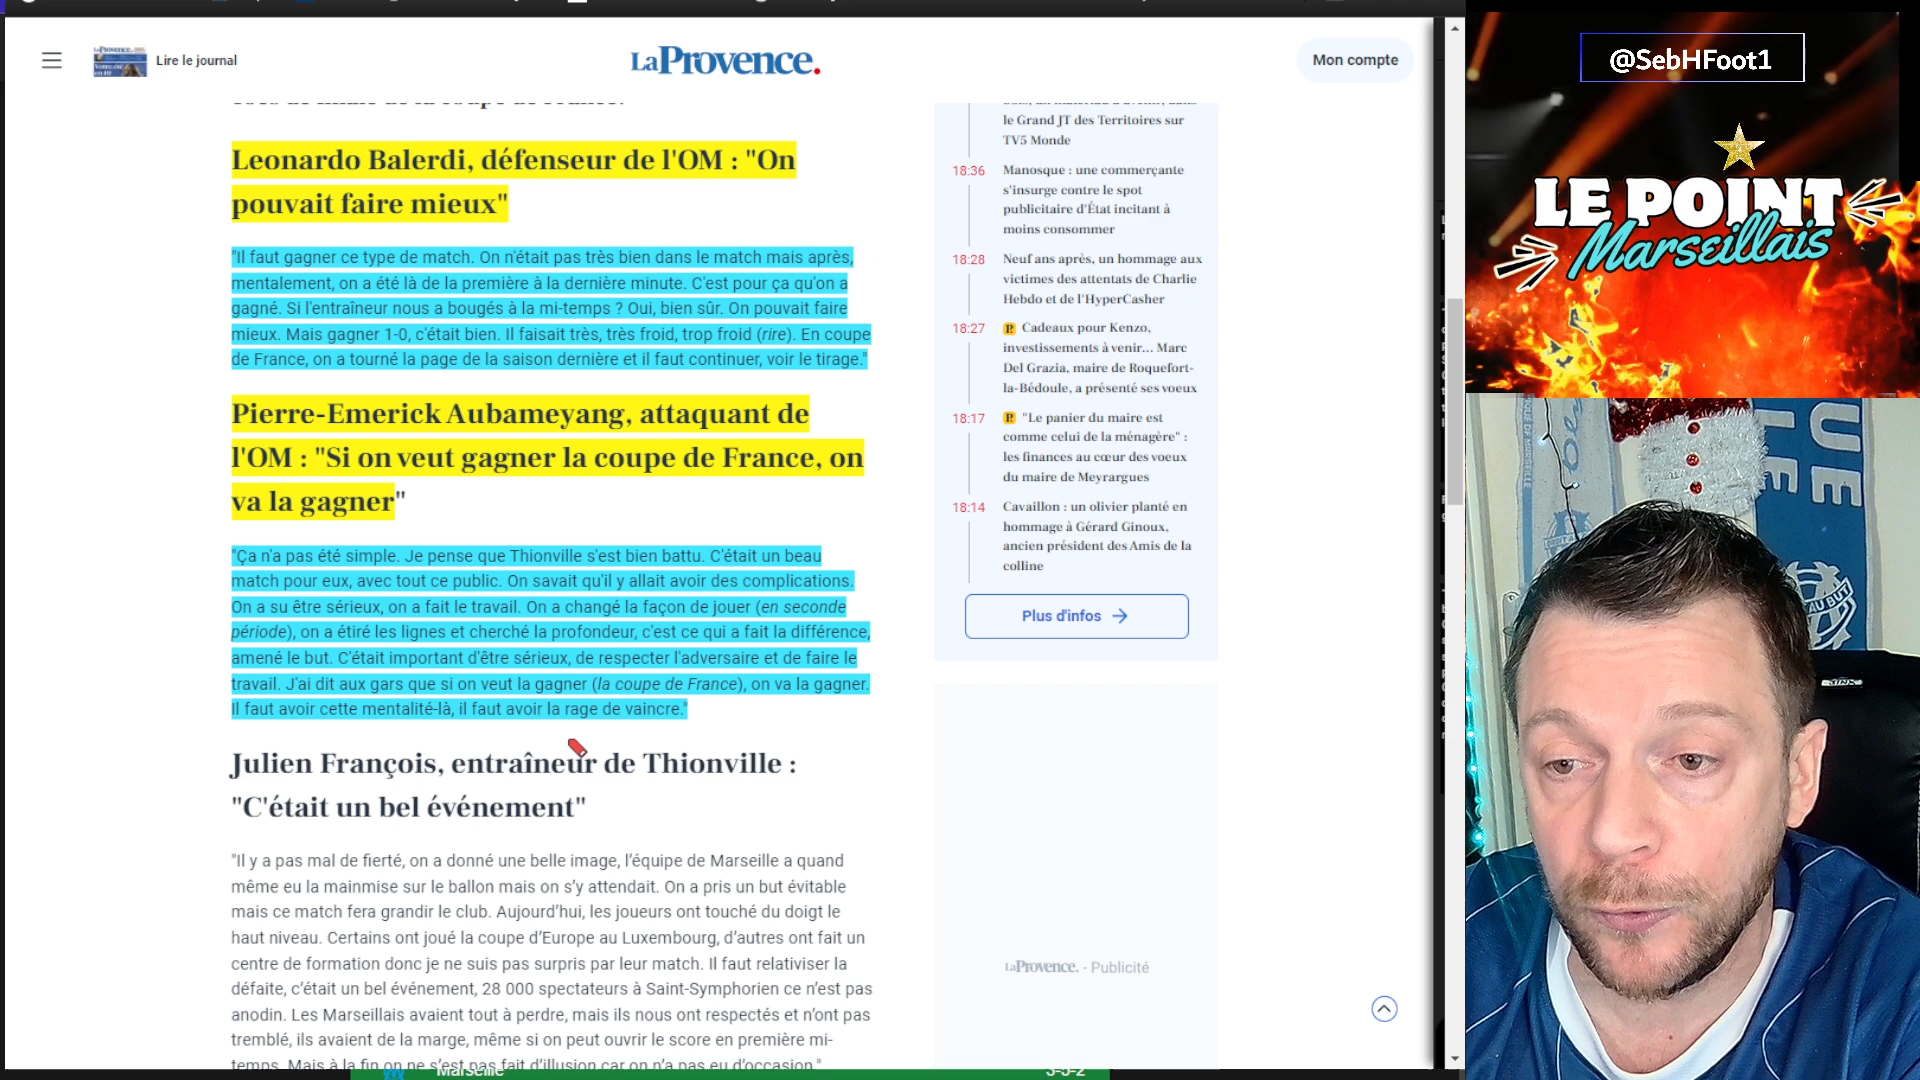 Lire le journal
LaProvence.
Mon compte
Leonardo Balerdi, défenseur de l'OM : "On
pouvait faire mieux"
"Il faut gagner ce type de match. On n'était pas très bien dans le match mais après,
mentalement, on a été là de la première à la dernière minute. C'est pour ça qu'on a
gagné. Si l'entraîneur nous a bougés à la mi-temps ? Oui, bien sûr. On pouvait faire
mieux. Mais gagner 1-0, c'était bien. Il faisait très, très froid, trop froid (rire). En coupe
de France, on a tourné la page de la saison dernière et il faut continuer, voir le tirage."
Pierre-Emerick Aubameyang, attaquant de
l'OM : "Si on veut gagner la coupe de France, on
va la gagner"
"Ça n'a pas été simple. Je pense que Thionville s'est bien battu. C'était un beau
match pour eux, avec tout ce public. On savait qu'il y allait avoir des complications.
On a su être sérieux, on a fait le travail. On a changé la façon de jouer (en seconde
période), on a étiré les lignes et cherché la profondeur, c'est ce qui a fait la différence,
amené le but. C'était important d'être sérieux, de respecter l'adversaire et de faire le
travail. J'ai dit aux gars que si on veut la gagner (la coupe de France), on va la gagner.
Il faut avoir cette mentalité-là, il faut avoir la rage de vaincre."
Julien François, entraîneur de Thionville :
"C'était un bel événement"
"Il y a pas mal de fierté, on a donné une belle image, l’équipe de Marseille a quand
même eu la mainmise sur le ballon mais on s’y attendait. On a pris un but évitable
mais ce match fera grandir le club. Aujourd’hui, les joueurs ont touché du doigt le
haut niveau. Certains ont joué la coupe d’Europe au Luxembourg, d’autres ont fait un
centre de formation donc je ne suis pas surpris par leur match. Il faut relativiser la
défaite, c’était un bel événement, 28 000 spectateurs à Saint-Symphorien ce n’est pas
anodin. Les Marseillais avaient tout à perdre, mais ils nous ont respectés et n’ont pas
tremblé, ils avaient de la marge, même si on peut ouvrir le score en première mi-
temps. Mais à la fin on ne s’est pas fait d’illusion car on n’a pas eu d’occasion."
le Grand JT des Territoires sur
TV5 Monde
18:36 Manosque : une commerçante
s'insurge contre le spot
publicitaire d'État incitant à
moins consommer
18:28 Neuf ans après, un hommage aux
victimes des attentats de Charlie
Hebdo et de l'HyperCasher
18:27 P Cadeaux pour Kenzo,
investissements à venir... Marc
Del Grazia, maire de Roquefort-
la-Bédoule, a présenté ses voeux
18:17 P "Le panier du maire est
comme celui de la ménagère" :
les finances au cœur des voeux
du maire de Meyrargues
18:14 Cavaillon : un olivier planté en
hommage à Gérard Ginoux,
ancien président des Amis de la
colline
Plus d'infos
LaProvence. - Publicité
Marseille
3-5-2
@SebHFoot1
LE POINT
Marseillais
AU BUT